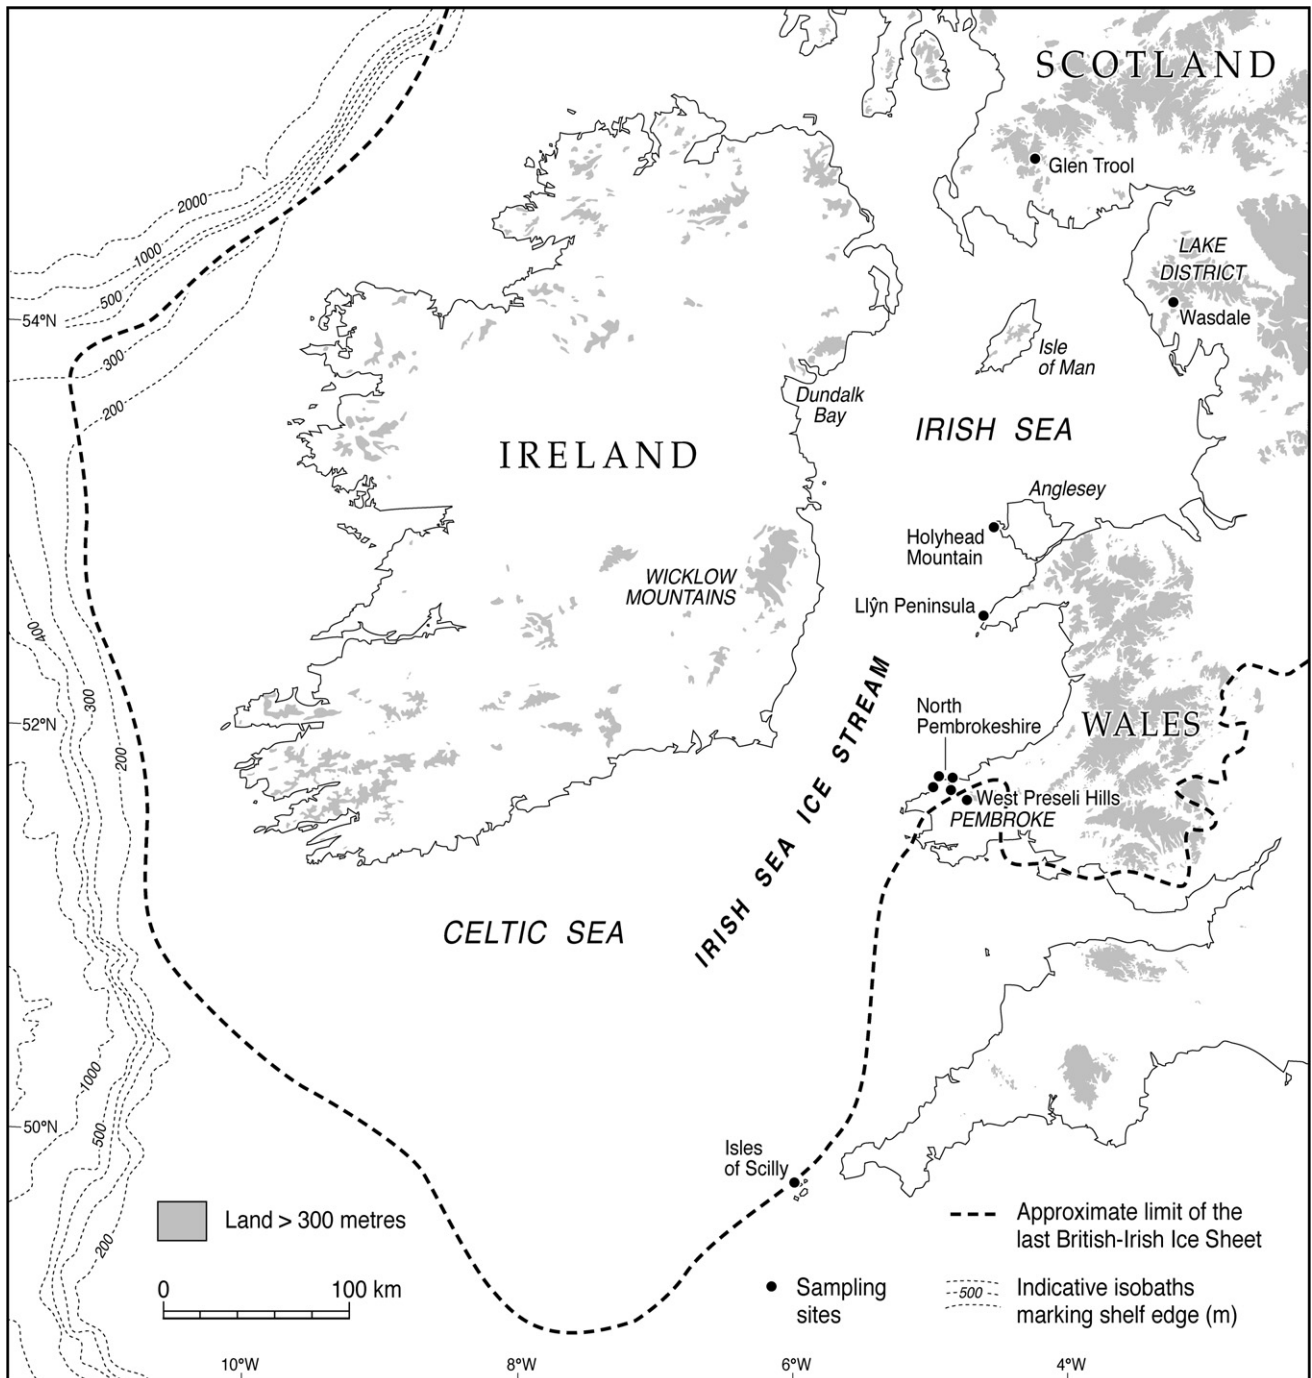 SCOTLAND
Glen Trool
2000
LAKE
DISTRICT
1000
500
Wasdale
54°N
Isle
of Man
300
Dundalk
Bay
200
IRISH SEA
IRELAND
Anglesey
Holyhead
Mountain
WICKLOW
MOUNTAINS
Llŷn Peninsula
400
300
North
Pembrokeshire
52°N
WALES
200
West Preseli Hills
PEMBROKE
IRISH SEA ICE STREAM
CELTIC SEA
1000
50°N
500
Isles
of Scilly
200
Land > 300 metres
Approximate limit of the
last British-Irish Ice Sheet
0
100 km
Sampling
sites
500
Indicative isobaths
marking shelf edge (m)
10°W
8°W
6°W
4°W